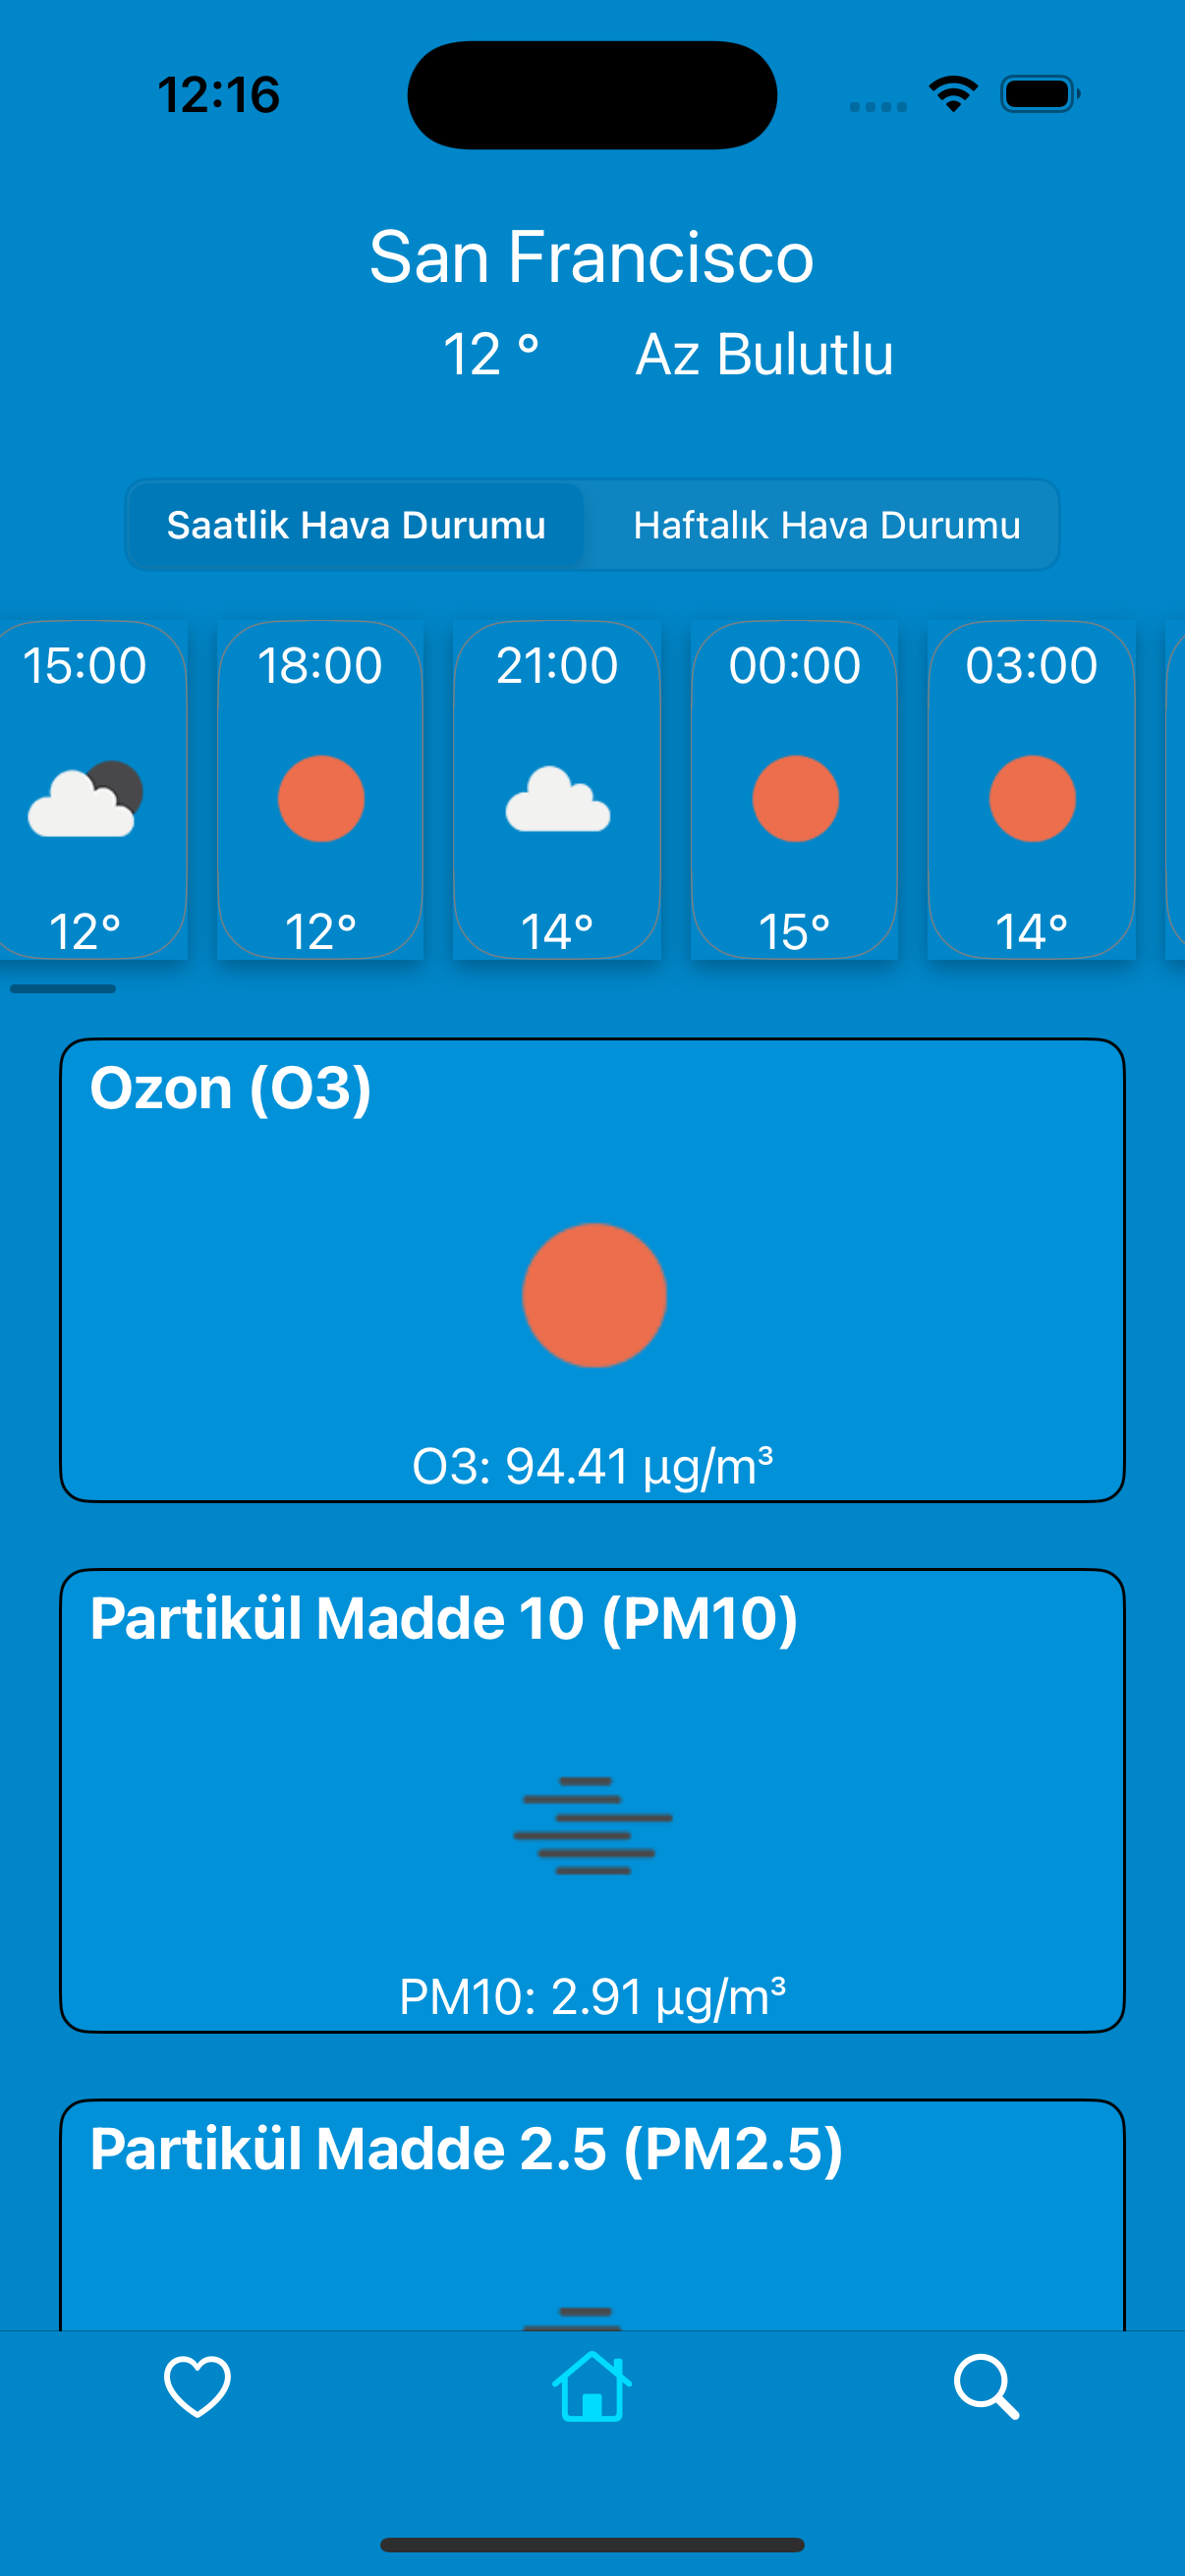 12:16
San Francisco
12 ° Az Bulutlu
Saatlik Hava Durumu Haftalık Hava Durumu
15:00 18:00 21:00 00:00 03:00
12° 12° 14° 15° 14°
Ozon (O3)
O3: 94.41 µg/m³
Partikül Madde 10 (PM10)
PM10: 2.91 µg/m³
Partikül Madde 2.5 (PM2.5)